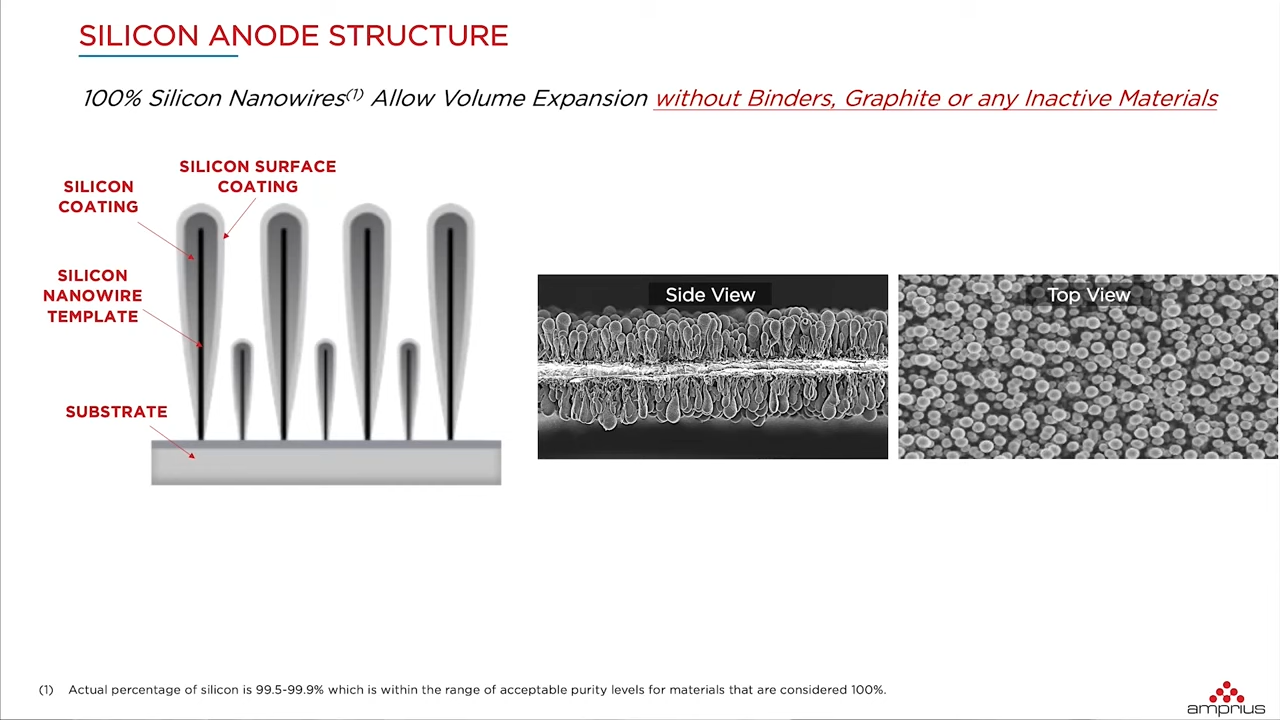 SILICON ANODE STRUCTURE
100% Silicon Nanowires(1) Allow Volume Expansion without Binders, Graphite or any Inactive Materials
SILICON SURFACE
COATING
SILICON
COATING
SILICON
NANOWIRE
TEMPLATE
SUBSTRATE
Side View
Top View
(1) Actual percentage of silicon is 99.5-99.9% which is within the range of acceptable purity levels for materials that are considered 100%.
amprius